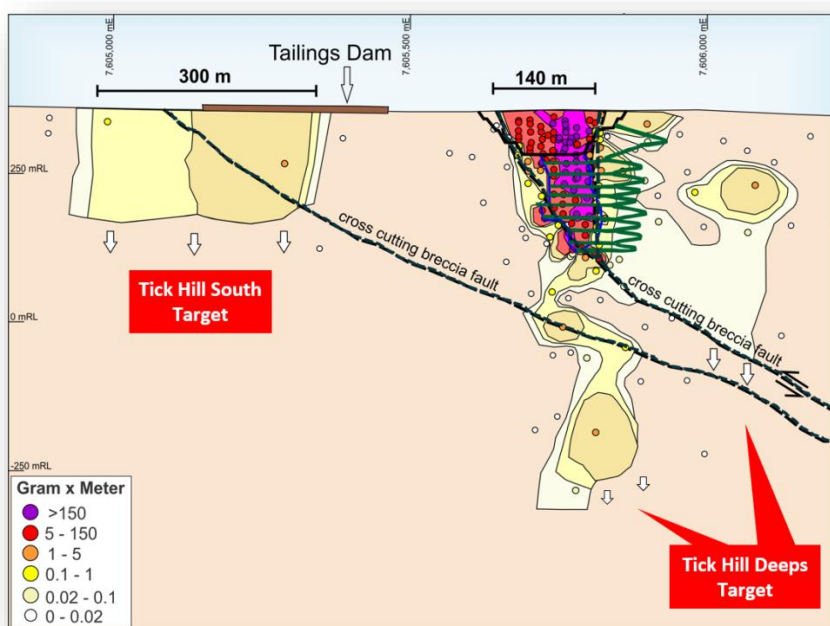 7,605,000 mE
7,605,500 mE
7,606,000 mE
Tailings Dam
300 m
140 m
250 mRL
cross cutting breccia fault
Tick Hill South
Target
0 mRL
cross cutting breccia fault
-250 mRL
Gram x Meter
>150
5 - 150
1 - 5
0.1 - 1
0.02 - 0.1
0 - 0.02
Tick Hill Deeps
Target